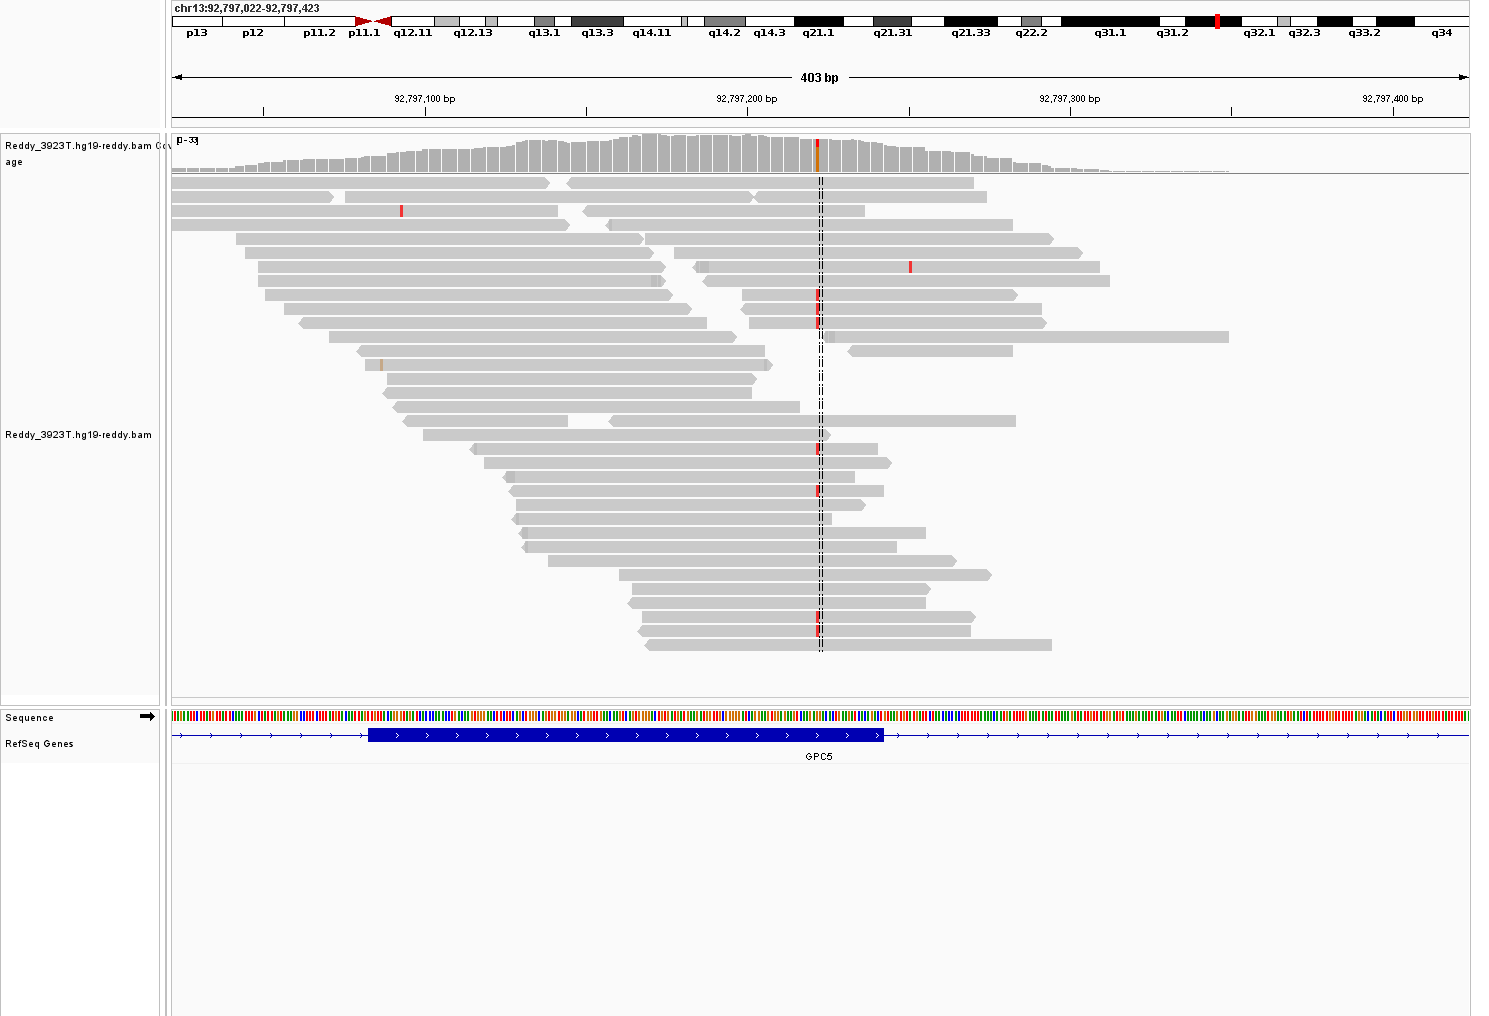 chr13:92,797,022-92,797,423
p13 p12 p11.2 p11.1 q12.11 q12.13 q13.1 q13.3 q14.11 q14.2 q14.3 q21.1 q21.31 q21.33 q22.2 q31.1 q31.2 q32.1 q32.3 q33.2 q34
403 bp
92,797,100 bp 92,797,200 bp 92,797,300 bp 92,797,400 bp
Reddy_3923T.hg19-reddy.bam Cov
age
[0-33]
Reddy_3923T.hg19-reddy.bam
Sequence
RefSeq Genes
GPC5